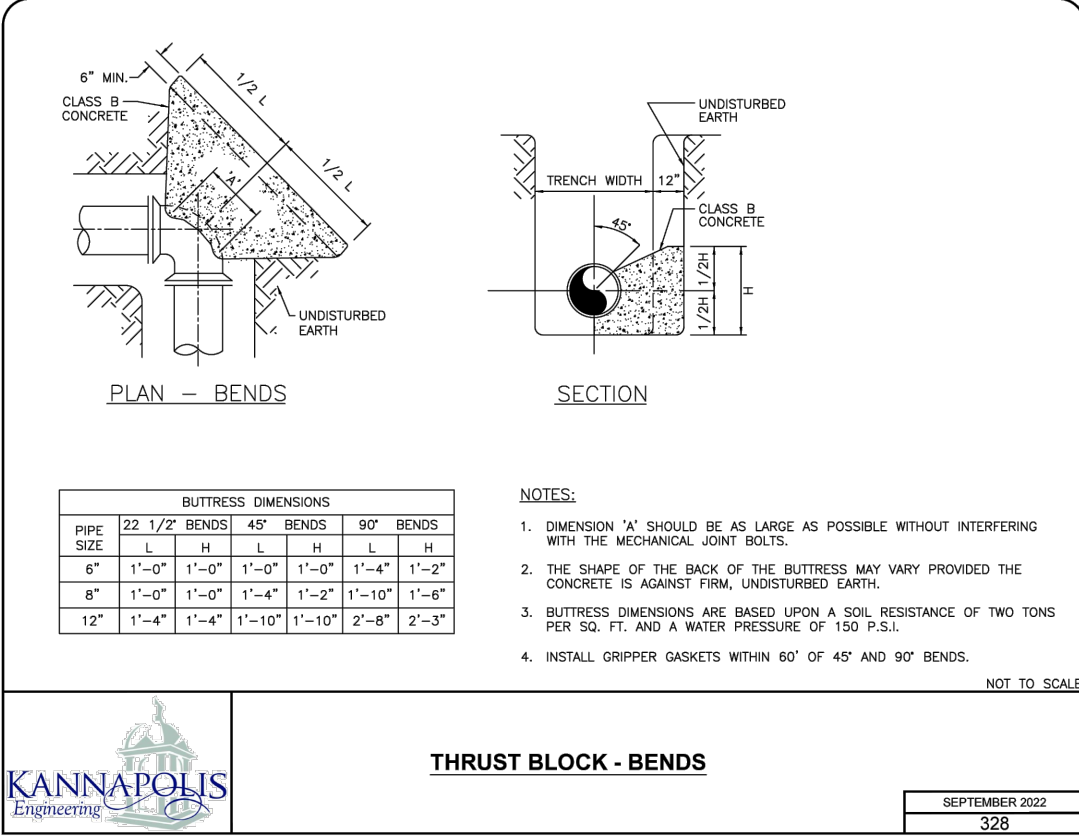 6" MIN.
CLASS B
CONCRETE
1/2 L
1/2 L
'A'
UNDISTURBED
EARTH
PLAN – BENDS
UNDISTURBED
EARTH
TRENCH WIDTH 12"
CLASS B
CONCRETE
45°
1/2H
1/2H
H
SECTION
BUTTRESS DIMENSIONS
PIPE SIZE 22 1/2° BENDS 45° BENDS 90° BENDS
L H L H L H
6" 1'-0" 1'-0" 1'-0" 1'-0" 1'-4" 1'-2"
8" 1'-0" 1'-0" 1'-4" 1'-2" 1'-10" 1'-6"
12" 1'-4" 1'-4" 1'-10" 1'-10" 2'-8" 2'-3"
NOTES:
1. DIMENSION 'A' SHOULD BE AS LARGE AS POSSIBLE WITHOUT INTERFERING
WITH THE MECHANICAL JOINT BOLTS.
2. THE SHAPE OF THE BACK OF THE BUTTRESS MAY VARY PROVIDED THE
CONCRETE IS AGAINST FIRM, UNDISTURBED EARTH.
3. BUTTRESS DIMENSIONS ARE BASED UPON A SOIL RESISTANCE OF TWO TONS
PER SQ. FT. AND A WATER PRESSURE OF 150 P.S.I.
4. INSTALL GRIPPER GASKETS WITHIN 60' OF 45° AND 90° BENDS.
NOT TO SCALE
KANNAPOLIS
Engineering
THRUST BLOCK - BENDS
SEPTEMBER 2022
328